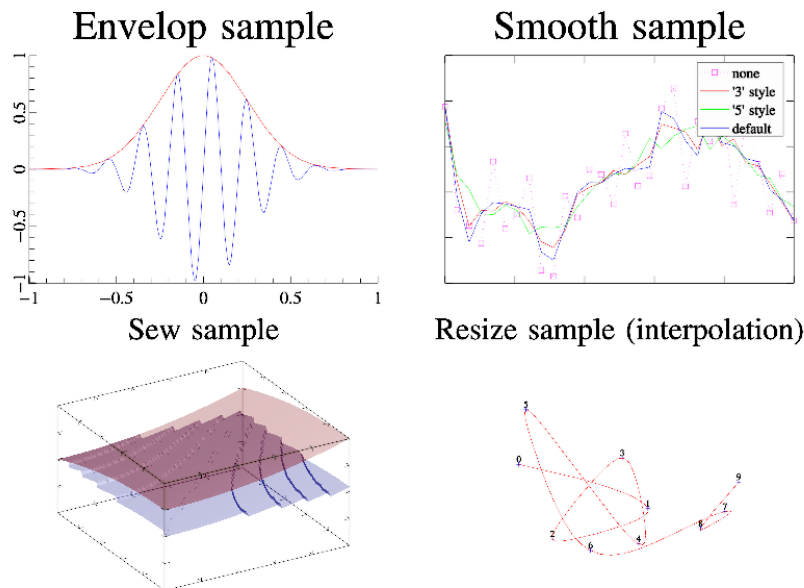 Envelop sample
Smooth sample
1
0.5
0
−0.5
−1
−1 −0.5 0 0.5 1
none
'3' style
'5' style
default
Sew sample
Resize sample (interpolation)
5
3
0
9
1
7
2
4
8
6